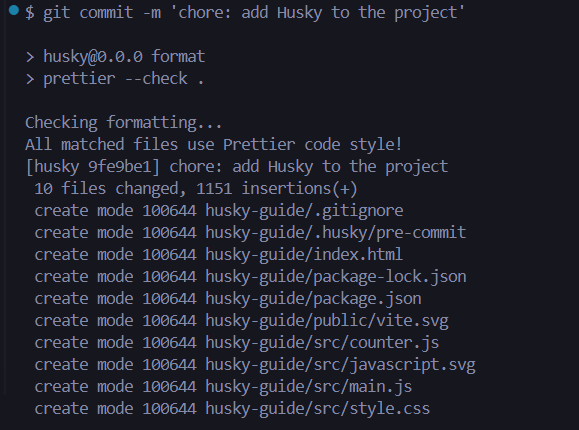 $ git commit -m 'chore: add Husky to the project'
> husky@0.0.0 format
> prettier --check .
Checking formatting...
All matched files use Prettier code style!
[husky 9fe9be1] chore: add Husky to the project
10 files changed, 1151 insertions(+)
create mode 100644 husky-guide/.gitignore
create mode 100644 husky-guide/.husky/pre-commit
create mode 100644 husky-guide/index.html
create mode 100644 husky-guide/package-lock.json
create mode 100644 husky-guide/package.json
create mode 100644 husky-guide/public/vite.svg
create mode 100644 husky-guide/src/counter.js
create mode 100644 husky-guide/src/javascript.svg
create mode 100644 husky-guide/src/main.js
create mode 100644 husky-guide/src/style.css